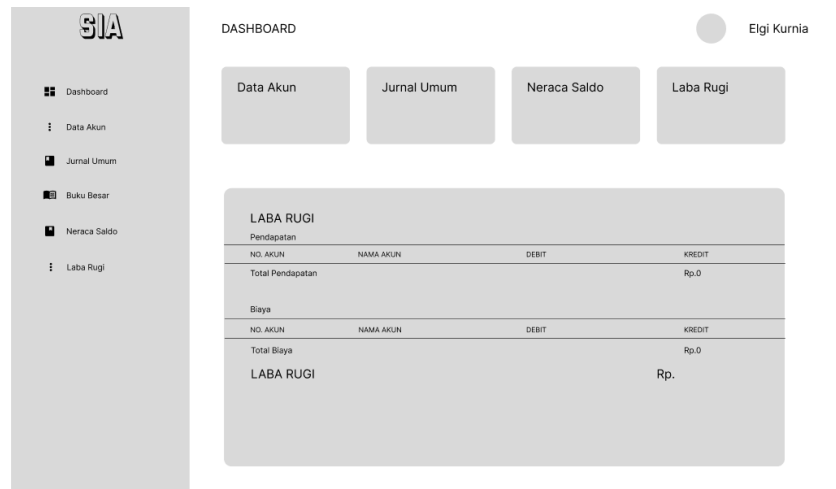 SIA
DASHBOARD
Elgi Kurnia
Dashboard
Data Akun
Jurnal Umum
Buku Besar
Neraca Saldo
Laba Rugi
Data Akun
Jurnal Umum
Neraca Saldo
Laba Rugi
LABA RUGI
Pendapatan
NO. AKUN NAMA AKUN DEBIT KREDIT
Total Pendapatan Rp.0
Biaya
NO. AKUN NAMA AKUN DEBIT KREDIT
Total Biaya Rp.0
LABA RUGI Rp.